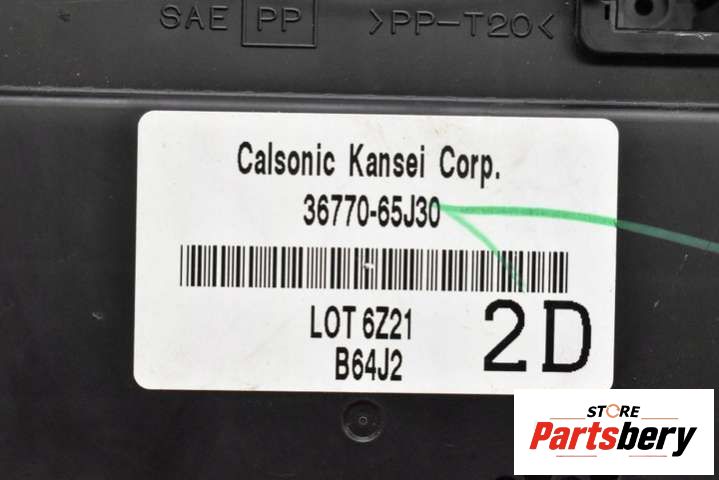 SAE PP >PP-T20<
Calsonic Kansei Corp.
36770-65J30
LOT 6Z21
B64J2
2D
STORE
Partsbery